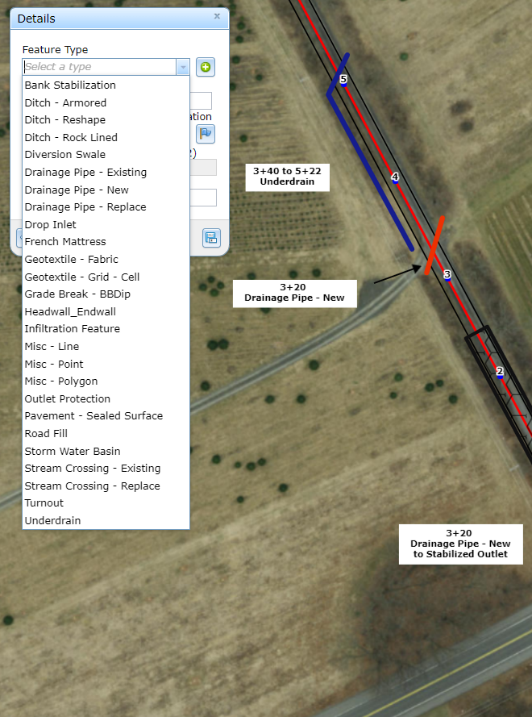 Details
x
Feature Type
Select a type
Bank Stabilization
Ditch - Armored
Ditch - Reshape
Ditch - Rock Lined
Diversion Swale
Drainage Pipe - Existing
Drainage Pipe - New
Drainage Pipe - Replace
Drop Inlet
French Mattress
Geotextile - Fabric
Geotextile - Grid - Cell
Grade Break - BBDip
Headwall_Endwall
Infiltration Feature
Misc - Line
Misc - Point
Misc - Polygon
Outlet Protection
Pavement - Sealed Surface
Road Fill
Storm Water Basin
Stream Crossing - Existing
Stream Crossing - Replace
Turnout
Underdrain
ation
2)
5
4
3+40 to 5+22
Underdrain
3
3+20
Drainage Pipe - New
2
3+20
Drainage Pipe - New
to Stabilized Outlet